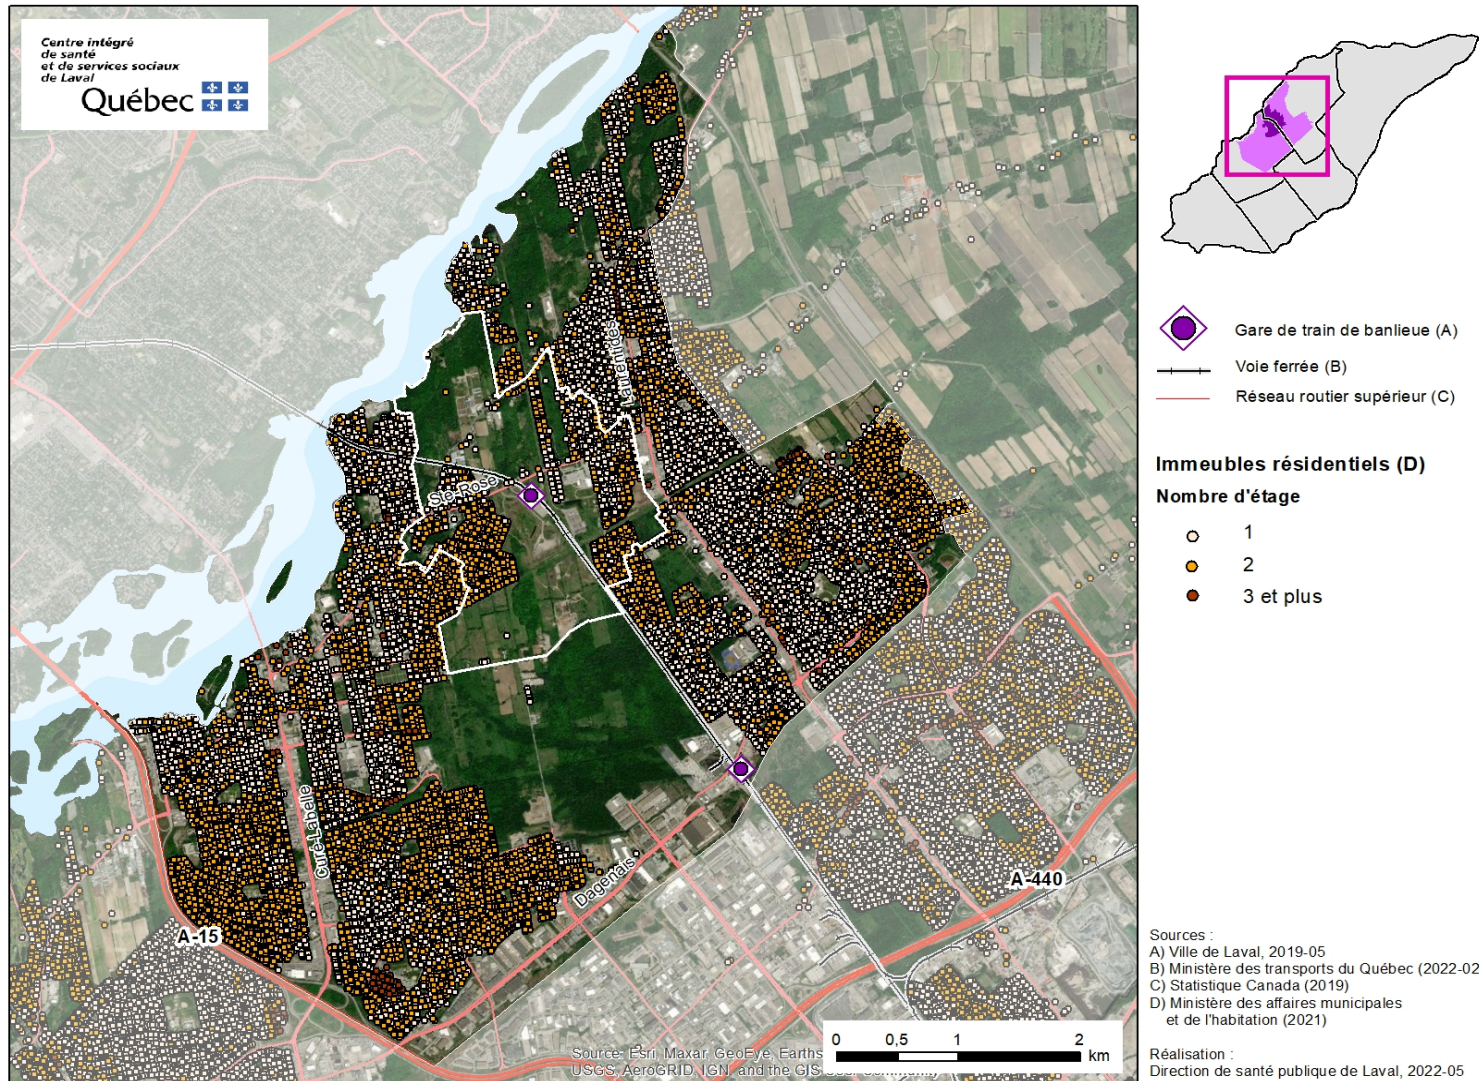 Centre intégré
de santé
et de services sociaux
de Laval
Québec
Laurentides
Ste-Rose
Curé-Labelle
Dagenais
A-15
A-440
Source: Esri, Maxar, GeoEye, Earths
USGS, AeroGRID, IGN, and the GIS User Community
0 0,5 1 2
km
Gare de train de banlieue (A)
Voie ferrée (B)
Réseau routier supérieur (C)
Immeubles résidentiels (D)
Nombre d'étage
1
2
3 et plus
Sources :
A) Ville de Laval, 2019-05
B) Ministère des transports du Québec (2022-02
C) Statistique Canada (2019)
D) Ministère des affaires municipales
et de l'habitation (2021)
Réalisation :
Direction de santé publique de Laval, 2022-05